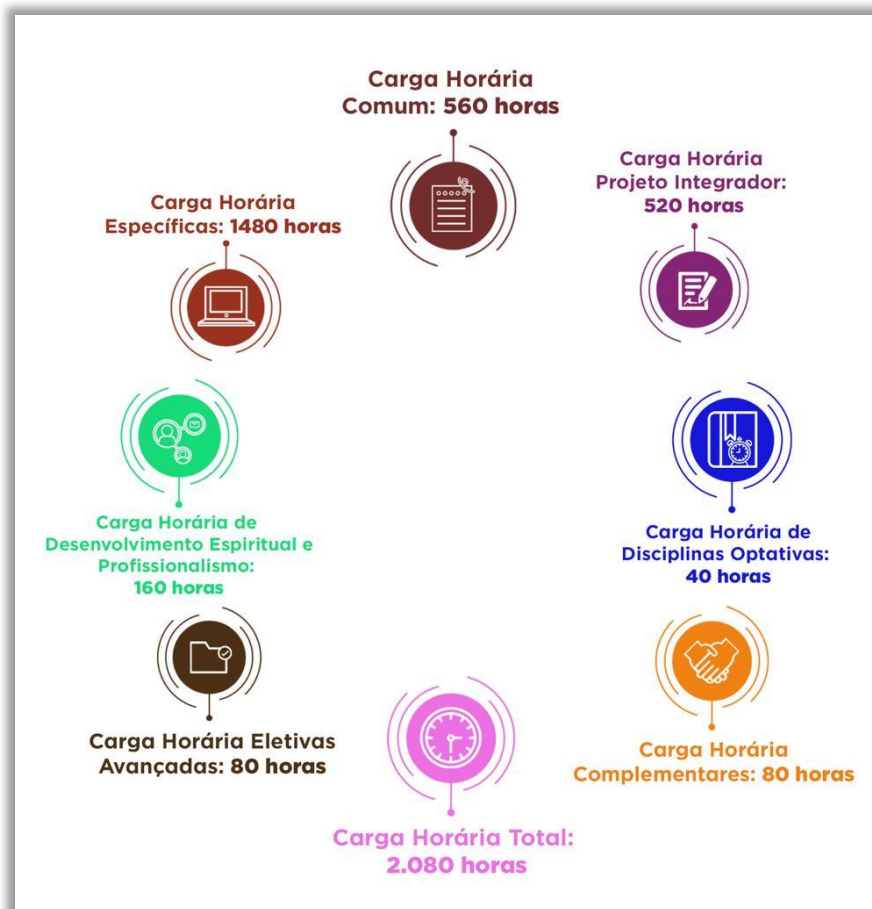 Carga Horária
Comum: 560 horas
Carga Horária
Projeto Integrador:
520 horas
Carga Horária
Específicas: 1480 horas
Carga Horária de
Desenvolvimento Espiritual e
Profissionalismo:
160 horas
Carga Horária de
Disciplinas Optativas:
40 horas
Carga Horária Eletivas
Avançadas: 80 horas
Carga Horária
Complementares: 80 horas
Carga Horária Total:
2.080 horas